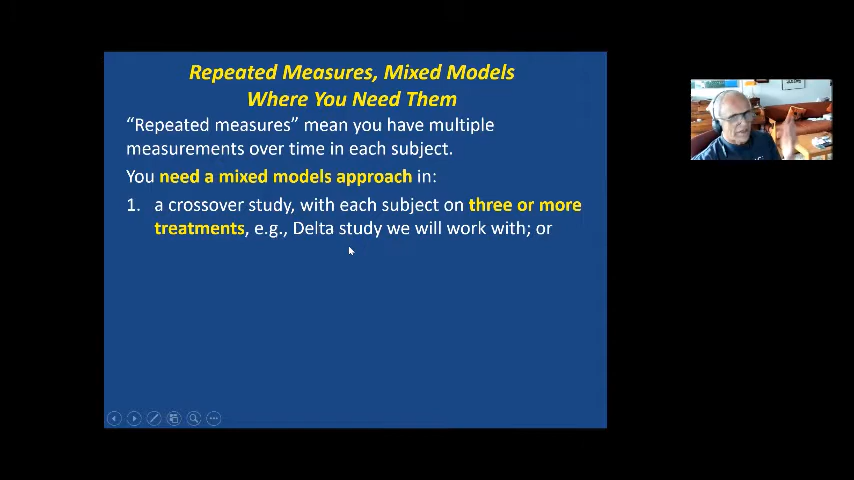 Repeated Measures, Mixed Models
Where You Need Them
“Repeated measures” mean you have multiple
measurements over time in each subject.
You need a mixed models approach in:
1. a crossover study, with each subject on three or more
treatments, e.g., Delta study we will work with; or